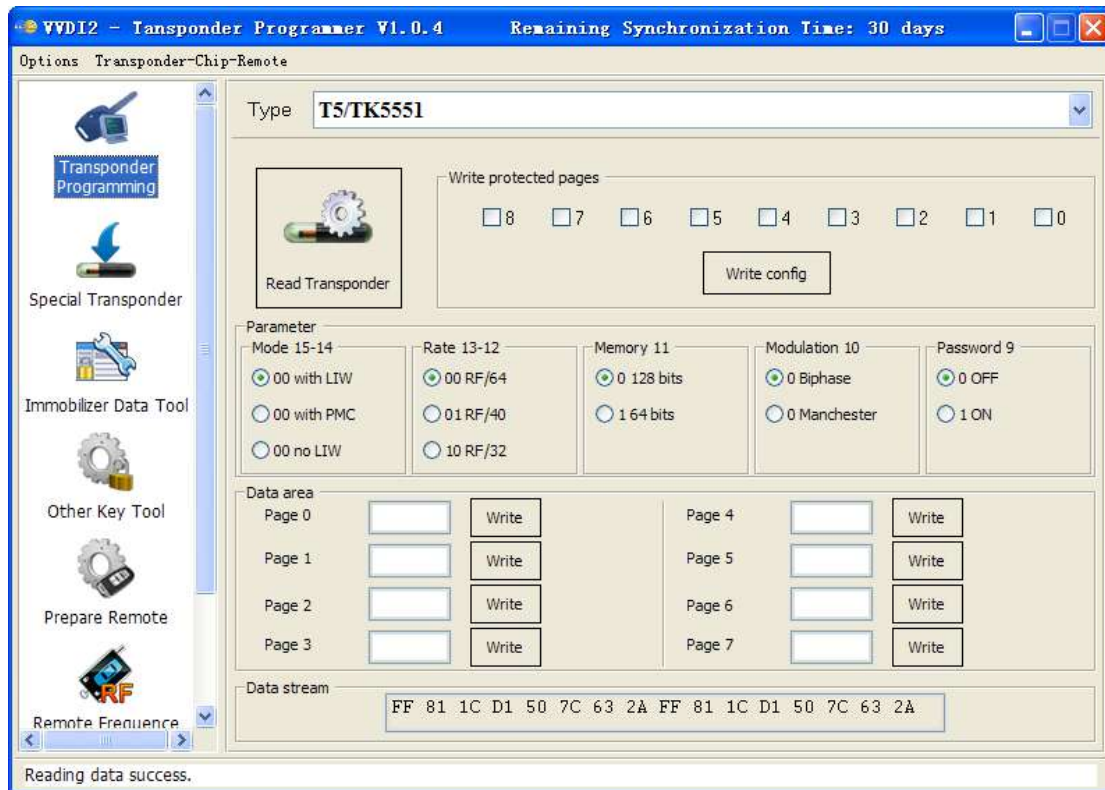 VVDI2 - Tansponder Programmer V1.0.4 Remaining Synchronization Time: 30 days
Options Transponder-Chip-Remote
Transponder
Programming
Special Transponder
Immobilizer Data Tool
Other Key Tool
Prepare Remote
RF
Remote Frequence
Type T5/TK5551
Read Transponder
Write protected pages
8 7 6 5 4 3 2 1 0
Write config
Parameter
Mode 15-14
00 with LIW
00 with PMC
00 no LIW
Rate 13-12
00 RF/64
01 RF/40
10 RF/32
Memory 11
0 128 bits
1 64 bits
Modulation 10
0 Biphase
0 Manchester
Password 9
0 OFF
1 ON
Data area
Page 0 Write
Page 1 Write
Page 2 Write
Page 3 Write
Page 4 Write
Page 5 Write
Page 6 Write
Page 7 Write
Data stream
FF 81 1C D1 50 7C 63 2A FF 81 1C D1 50 7C 63 2A
Reading data success.